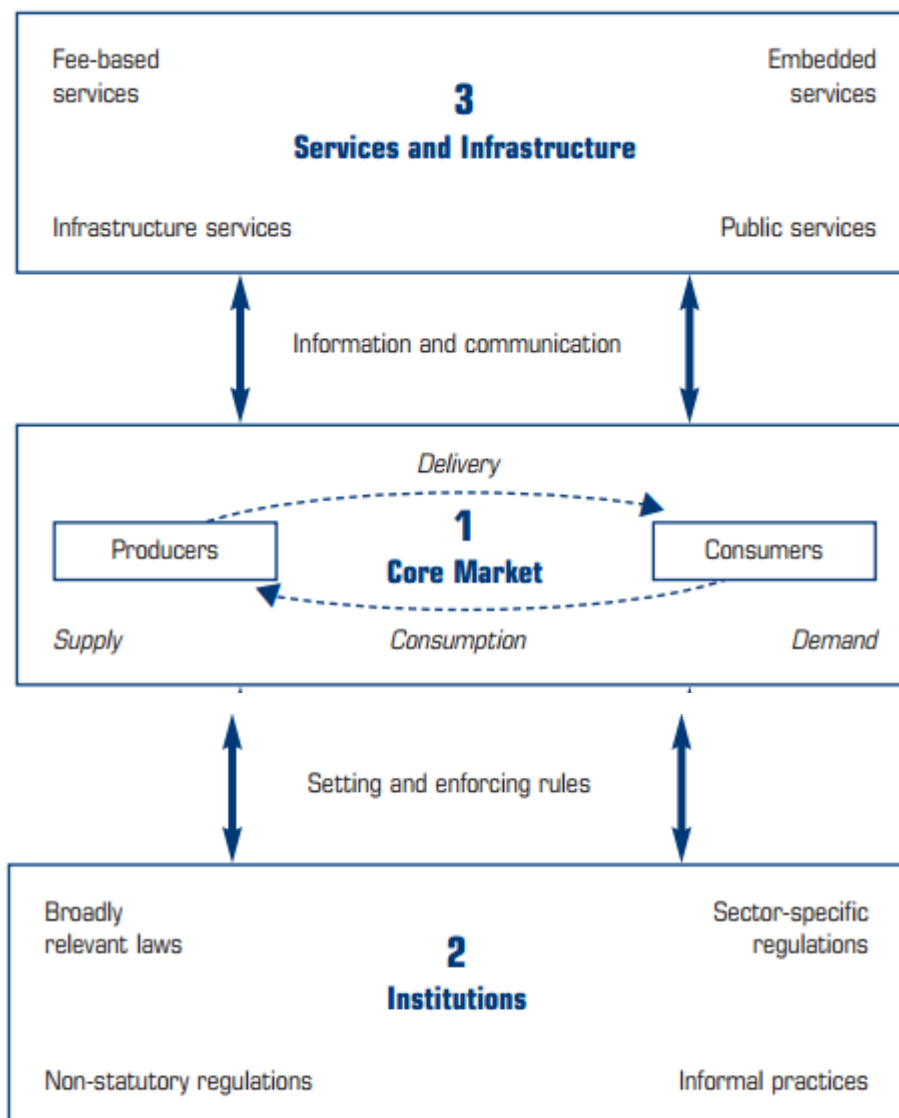 Fee-based
services
Embedded
services
3
Services and Infrastructure
Infrastructure services
Public services
Information and communication
Delivery
1
Core Market
Producers
Consumers
Supply
Consumption
Demand
Setting and enforcing rules
Broadly
relevant laws
Sector-specific
regulations
2
Institutions
Non-statutory regulations
Informal practices